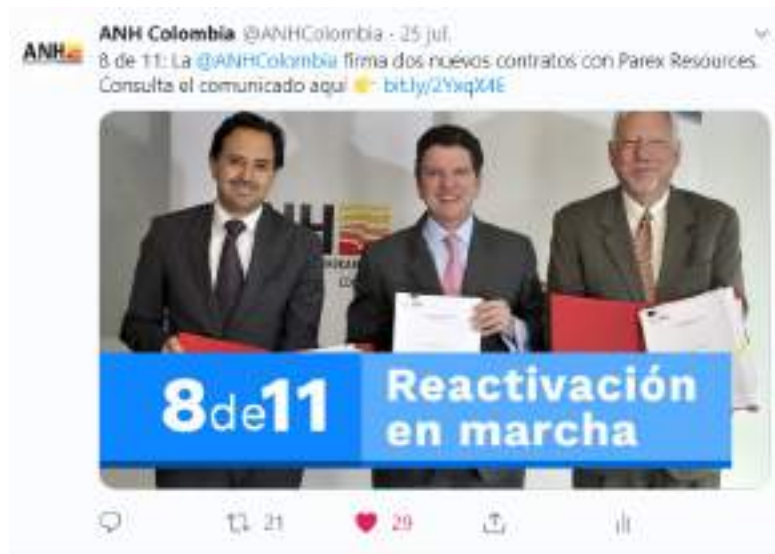 ANH Colombia @ANHColombia · 25 jul.
ANH
8 de 11: La @ANHColombia firma dos nuevos contratos con Parex Resources.
Consulta el comunicado aquí 👉 bit.ly/2YxqX4E
NH
8de11
Reactivación
en marcha
21
29